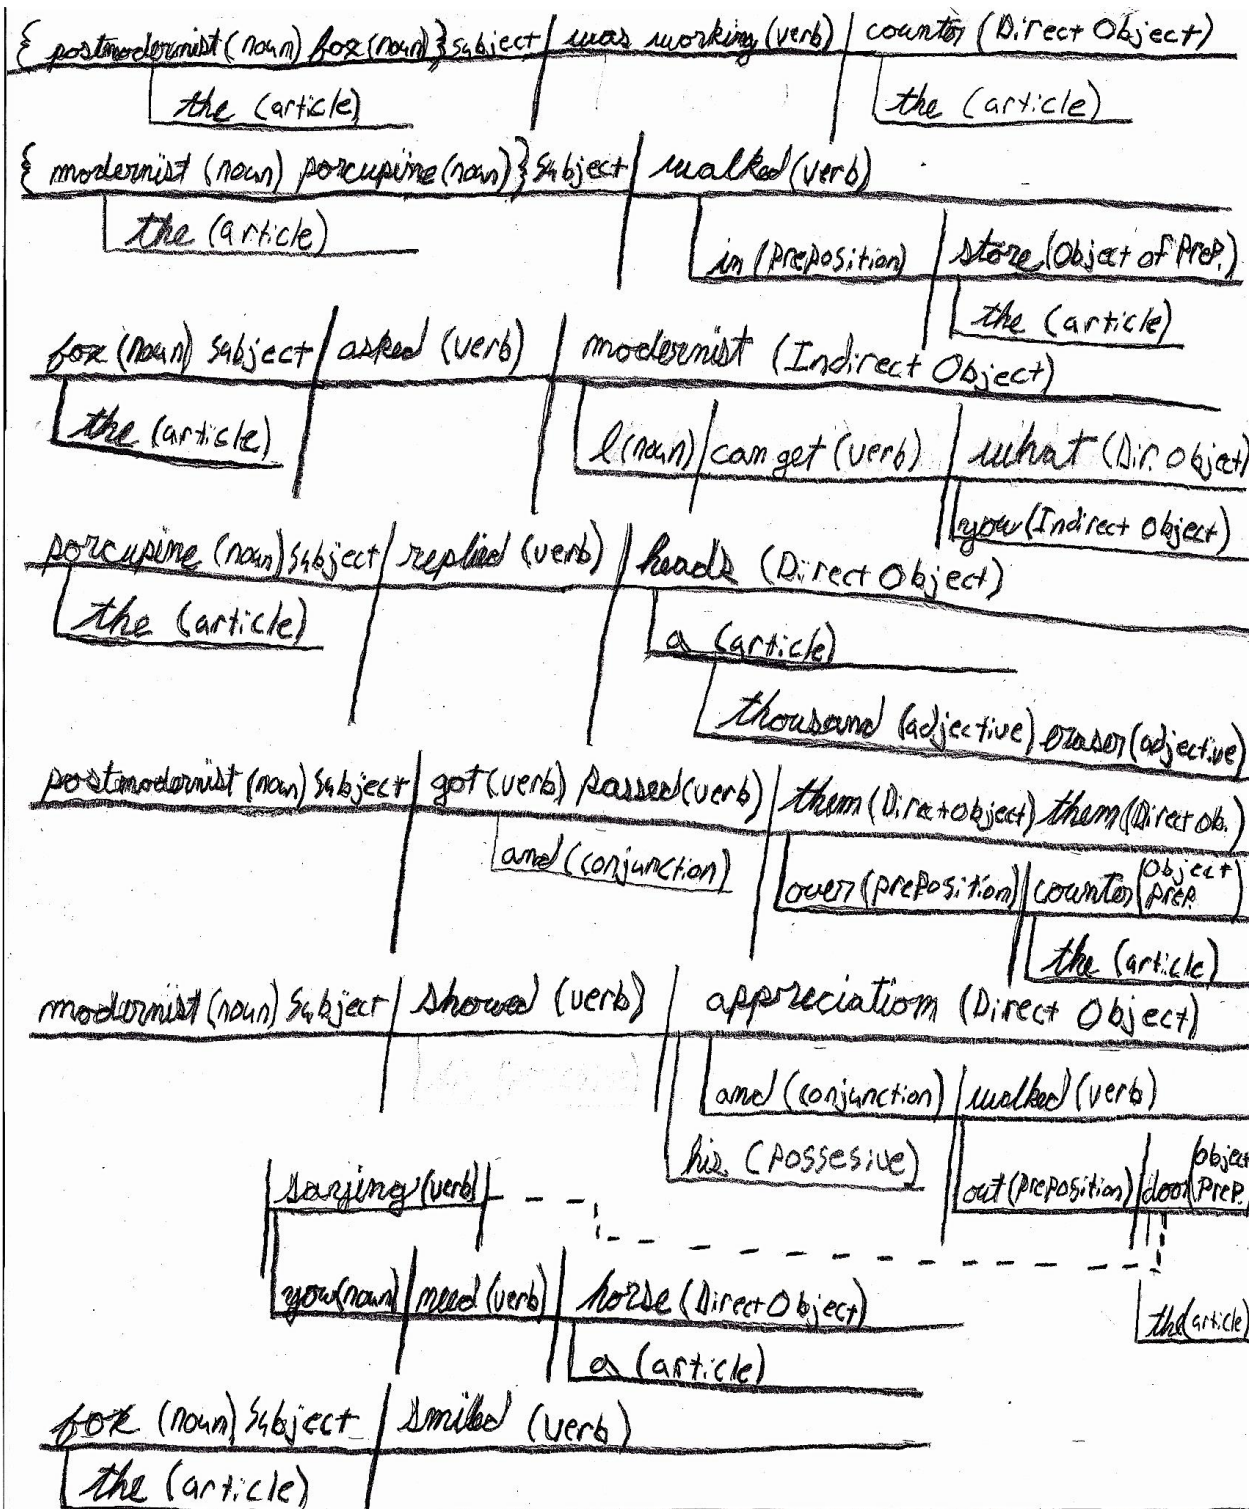 { postmodernist (noun) fox (noun) } subject / was working (verb) / counter (Direct Object)
the (article) the (article)
{ modernist (noun) porcupine (noun) } subject / walked (verb)
the (article)
in (Preposition) / store (Object of Prep.)
the (article)
fox (noun) subject / asked (verb) / modernist (Indirect Object)
the (article)
I (noun) / can get (verb) / what (Dir. Object)
you (Indirect Object)
porcupine (noun) subject / replied (verb) / heads (Direct Object)
the (article)
a (article)
thousand (adjective) eraser (adjective)
postmodernist (noun) subject / got (verb) passed (verb) / them (Direct object) them (Direct ob.)
and (conjunction)
over (preposition) / counter (Object Prep.
the (article)
modernist (noun) subject / showed (verb) / appreciation (Direct Object)
and (conjunction) / walked (verb)
his (possesive)
out (preposition) / door (object Prep.
saying (verb)
you (noun) / need (verb) / horse (Direct Object)
the (article)
a (article)
fox (noun) subject / smiled (verb)
the (article)